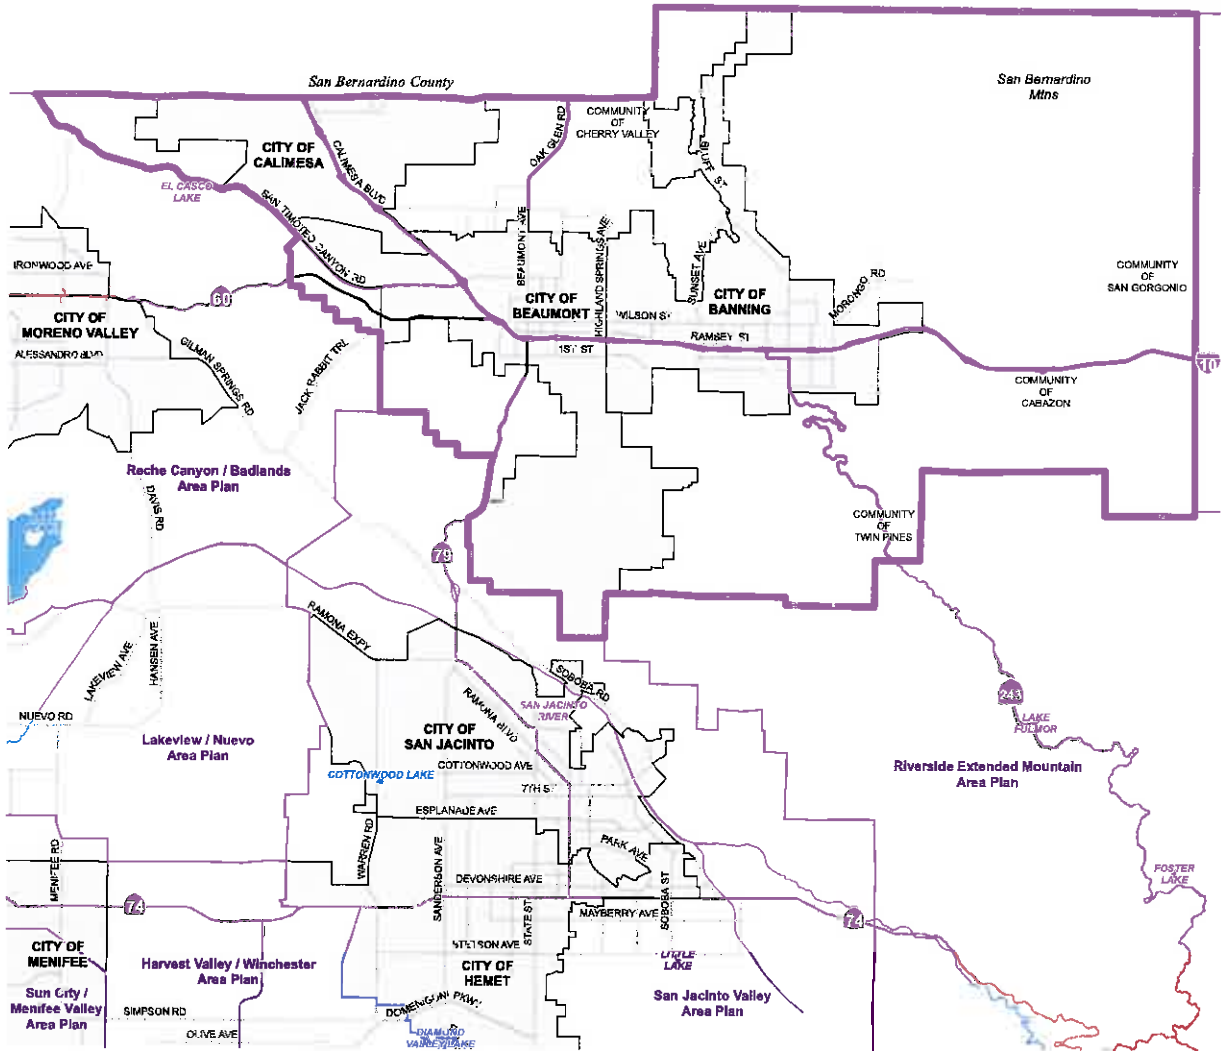 San Bernardino County
San Bernardino
Mtns
COMMUNITY
OF
CHERRY VALLEY
OAK GLEN RD
CITY OF
CALIMESA
CALIMESA BLVD
BLUFF ST
EL CASCO
LAKE
SAN TIMOTEO CANYON RD
BEAUMONT AVE
HIGHLAND SPRINGS AVE
SUNSET AVE
IRONWOOD AVE
COMMUNITY
OF
SAN GORGONIO
MORONGO RD
60
CITY OF
BEAUMONT
CITY OF
BANNING
CITY OF
MORENO VALLEY
WILSON ST
RAMSEY ST
1ST ST
ALESSANDRO BLVD
GILMAN SPRINGS RD
JACK RABBIT TRL
10
COMMUNITY
OF
CABAZON
Reche Canyon / Badlands
Area Plan
DAVIS RD
COMMUNITY
OF
TWIN PINES
79
RAMONA EXPY
LAKEVIEW AVE
HANSEN AVE
SOBOBA RD
243
SAN JACINTO
RIVER
RAMONA BLVD
NUEVO RD
LAKE
FULMOR
CITY OF
SAN JACINTO
Lakeview / Nuevo
Area Plan
COTTONWOOD AVE
COTTONWOOD LAKE
Riverside Extended Mountain
Area Plan
7TH ST
ESPLANADE AVE
WARREN RD
PARK AVE
MENIFEE RD
SANDERSON AVE
DEVONSHIRE AVE
SOBOBA ST
FOSTER
LAKE
74
STATE ST
MAYBERRY AVE
74
STETSON AVE
CITY OF
MENIFEE
Harvest Valley / Winchester
Area Plan
CITY OF
HEMET
LITTLE
LAKE
Sun City /
Menifee Valley
Area Plan
San Jacinto Valley
Area Plan
SIMPSON RD
DOMENIGONI PKWY
OLIVE AVE
DIAMOND
VALLEY LAKE